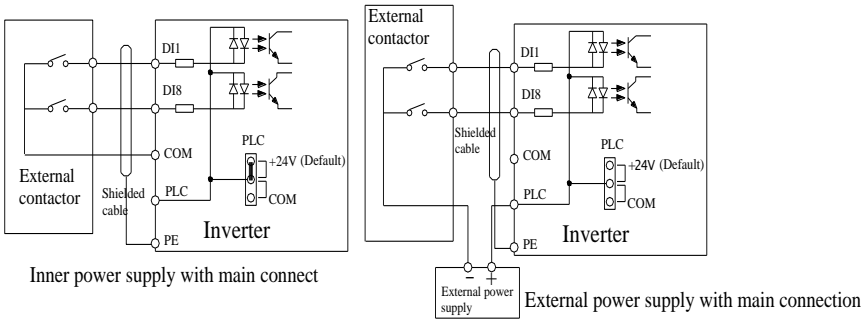 DI1
DI8
COM
PLC
PE
External
contactor
Shielded
cable
PLC
+24V (Default)
COM
Inverter
Inner power supply with main connect
External
contactor
DI1
DI8
Shielded
cable
COM
PLC
PE
PLC
+24V (Default)
COM
Inverter
− +
External power
supply
External power supply with main connection